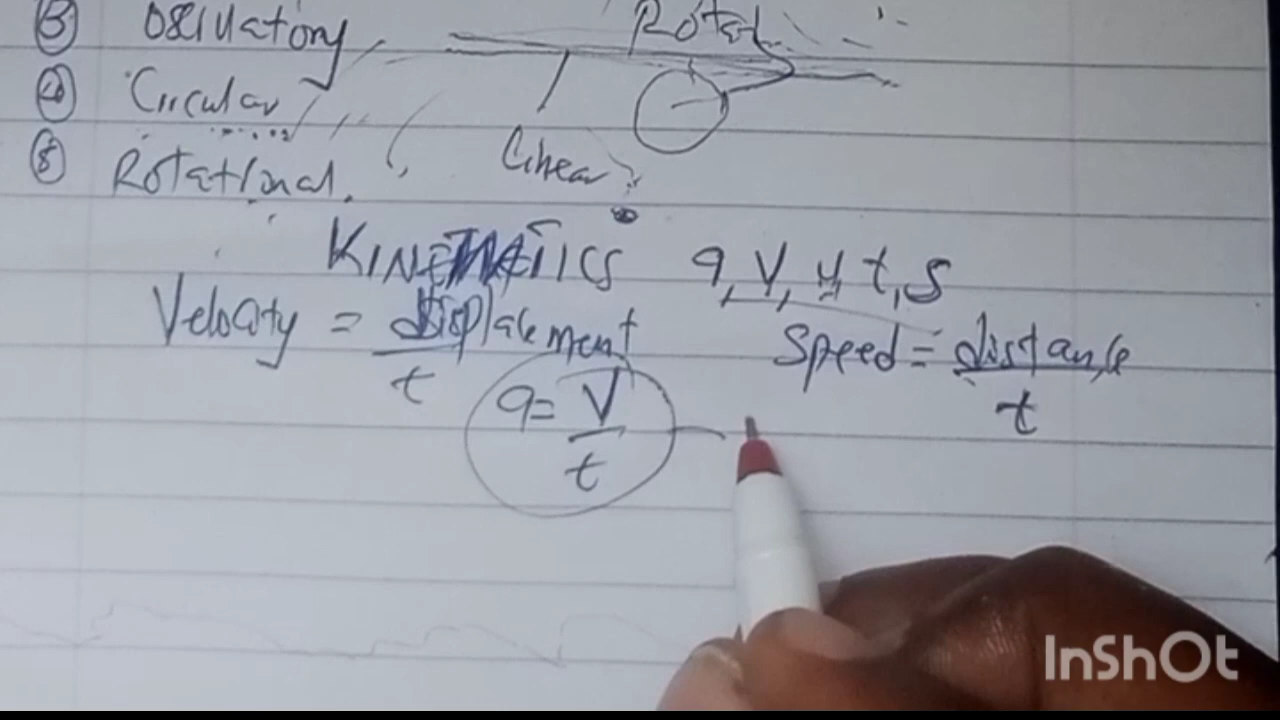 ③ Oscillatory Rotat
④ Circular
Linear
⑤ Rotational.
KINEMATICS a, V, u, t, s
Velocity = displacement / t
Speed = distance / t
a = V / t
InShOt